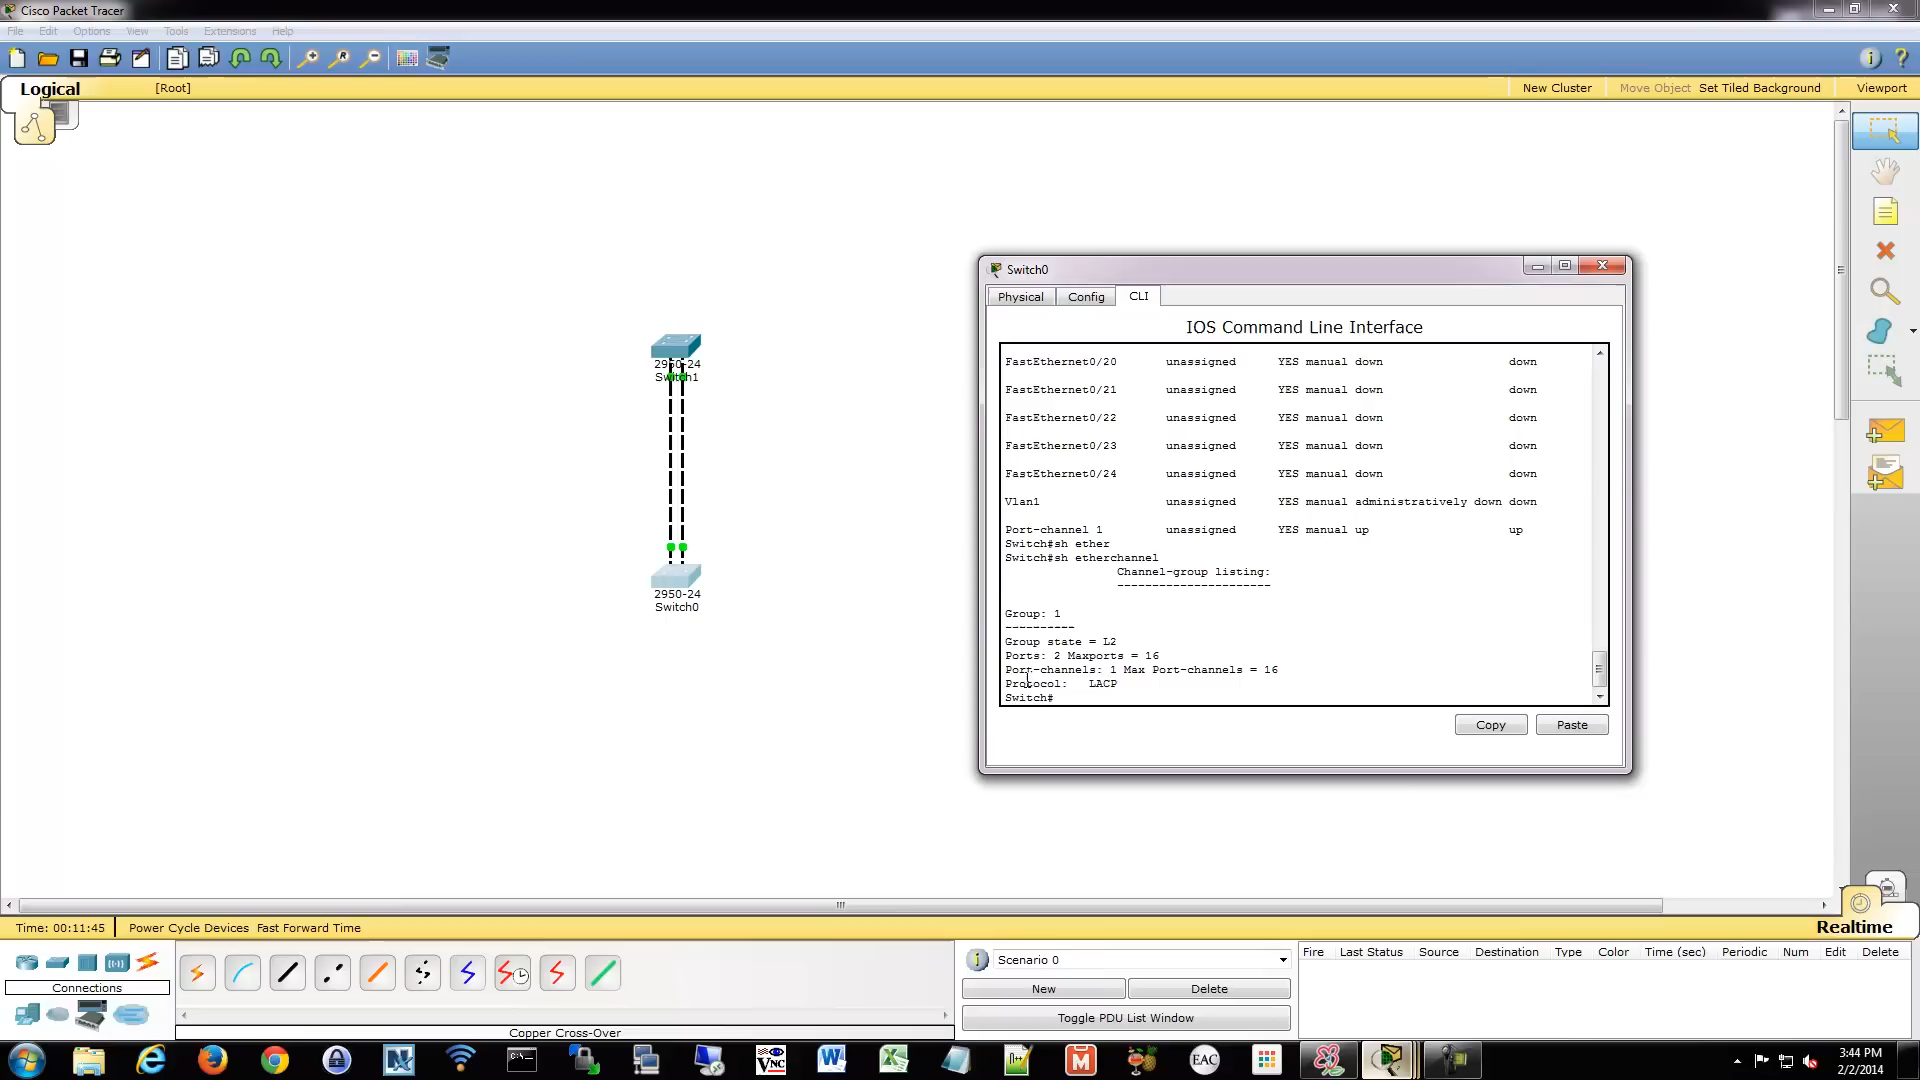 Cisco Packet Tracer
File Edit Options View Tools Extensions Help
Logical [Root] New Cluster Move Object Set Tiled Background Viewport
2950-24
Switch1
2950-24
Switch0
Switch0
Physical Config CLI
IOS Command Line Interface
FastEthernet0/20 unassigned YES manual down down
FastEthernet0/21 unassigned YES manual down down
FastEthernet0/22 unassigned YES manual down down
FastEthernet0/23 unassigned YES manual down down
FastEthernet0/24 unassigned YES manual down down
Vlan1 unassigned YES manual administratively down down
Port-channel 1 unassigned YES manual up up
Switch#sh ether
Switch#sh etherchannel
Channel-group listing:
----------------------
Group: 1
----------
Group state = L2
Ports: 2 Maxports = 16
Port-channels: 1 Max Port-channels = 16
Protocol: LACP
Switch#
Copy Paste
Time: 00:11:45 Power Cycle Devices Fast Forward Time Realtime
Connections
Copper Cross-Over
Scenario 0
New Delete
Toggle PDU List Window
Fire Last Status Source Destination Type Color Time (sec) Periodic Num Edit Delete
VNC
EAC
3:44 PM
2/2/2014